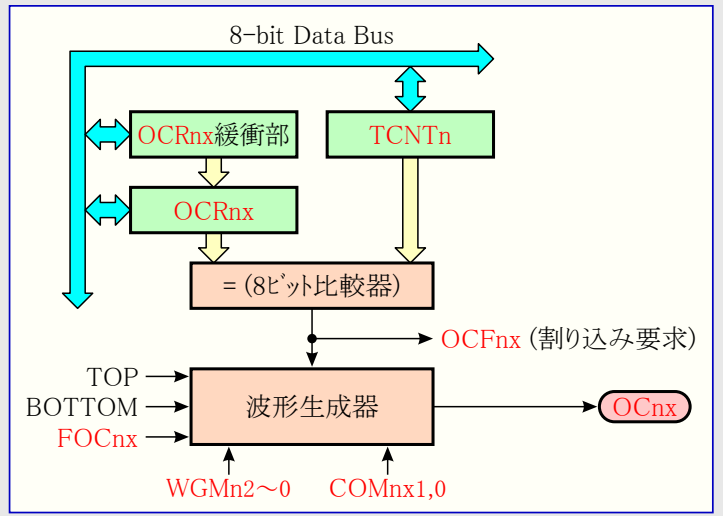 8-bit Data Bus
OCRnx緩衝部
TCNTn
OCRnx
= (8ﾋﾞｯﾄ比較器)
OCFnx (割り込み要求)
TOP
BOTTOM
FOCnx
波形生成器
OCnx
WGMn2～0
COMnx1,0